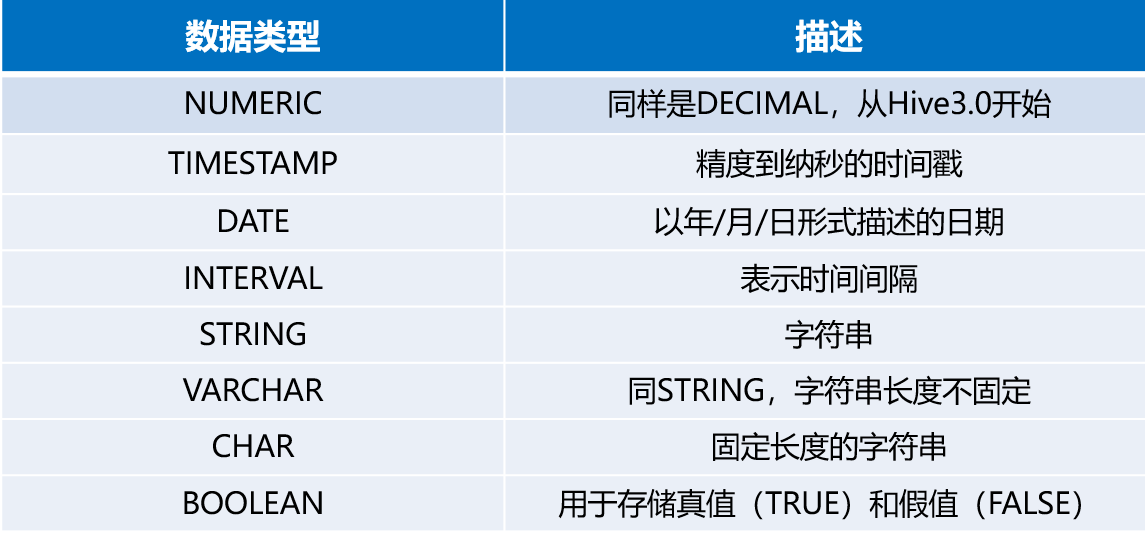 数据类型 描述
NUMERIC 同样是DECIMAL，从Hive3.0开始
TIMESTAMP 精度到纳秒的时间戳
DATE 以年/月/日形式描述的日期
INTERVAL 表示时间间隔
STRING 字符串
VARCHAR 同STRING，字符串长度不固定
CHAR 固定长度的字符串
BOOLEAN 用于存储真值（TRUE）和假值（FALSE）